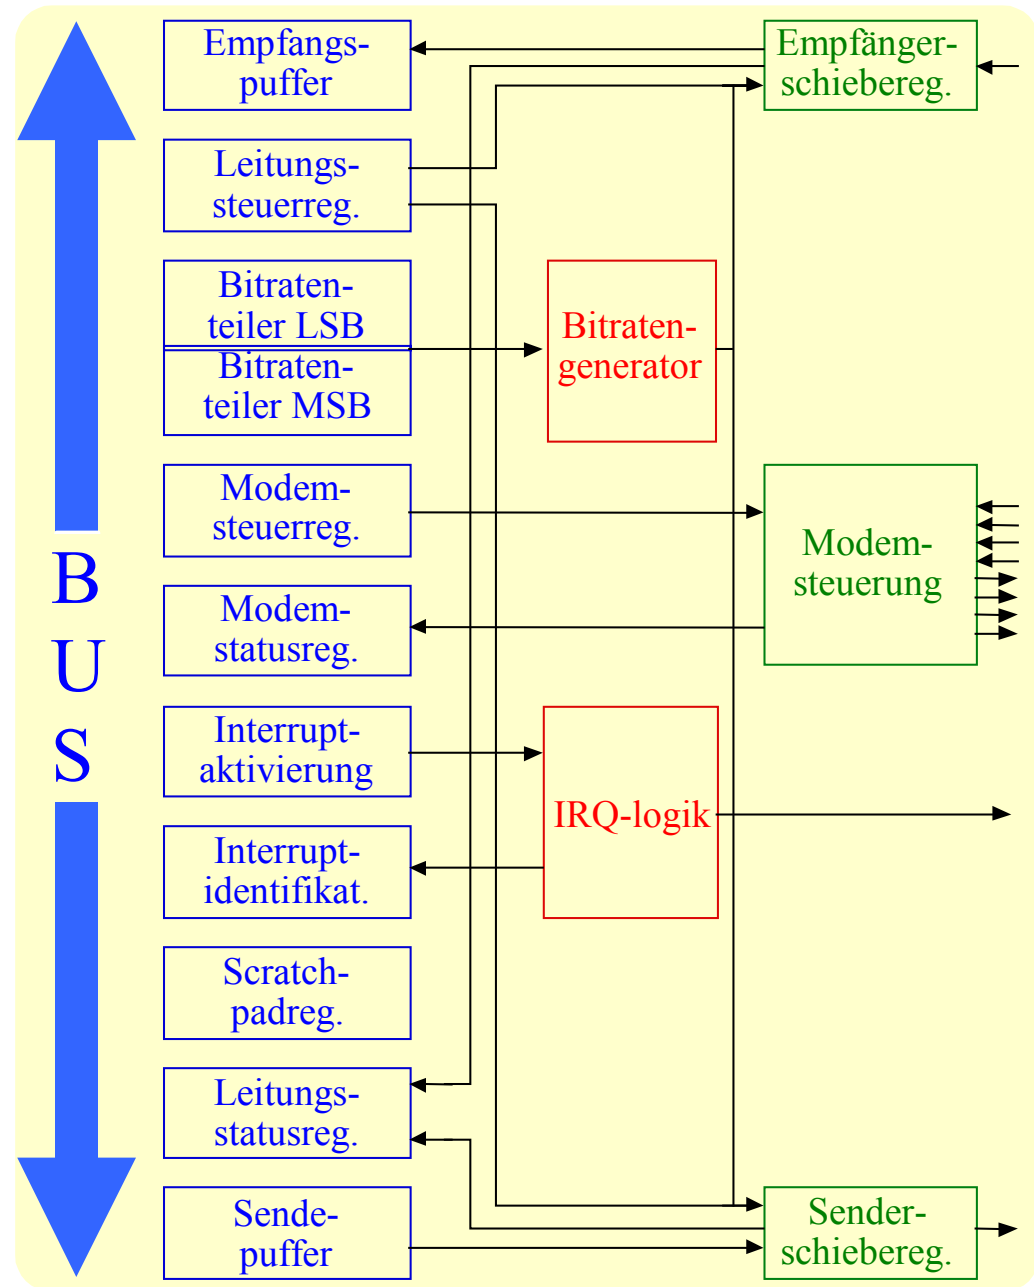 Empfangs-
puffer
Empfänger-
schiebereg.
Leitungs-
steuerreg.
Bitraten-
teiler LSB
Bitraten-
teiler MSB
Bitraten-
generator
Modem-
steuerreg.
Modem-
steuerung
BUS
Modem-
statusreg.
Interrupt-
aktivierung
IRQ-logik
Interrupt-
identifikat.
Scratch-
padreg.
Leitungs-
statusreg.
Sende-
puffer
Sender-
schiebereg.